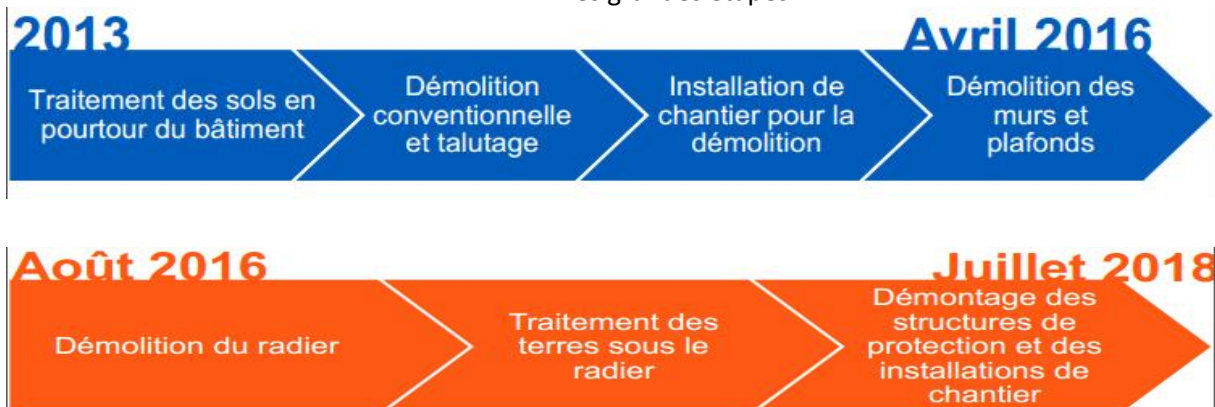 2013
Avril 2016
Traitement des sols en
pourtour du bâtiment
Démolition
conventionnelle
et talutage
Installation de
chantier pour la
démolition
Démolition des
murs et
plafonds
Août 2016
Juillet 2018
Démolition du radier
Traitement des
terres sous le
radier
Démontage des
structures de
protection et des
installations de
chantier